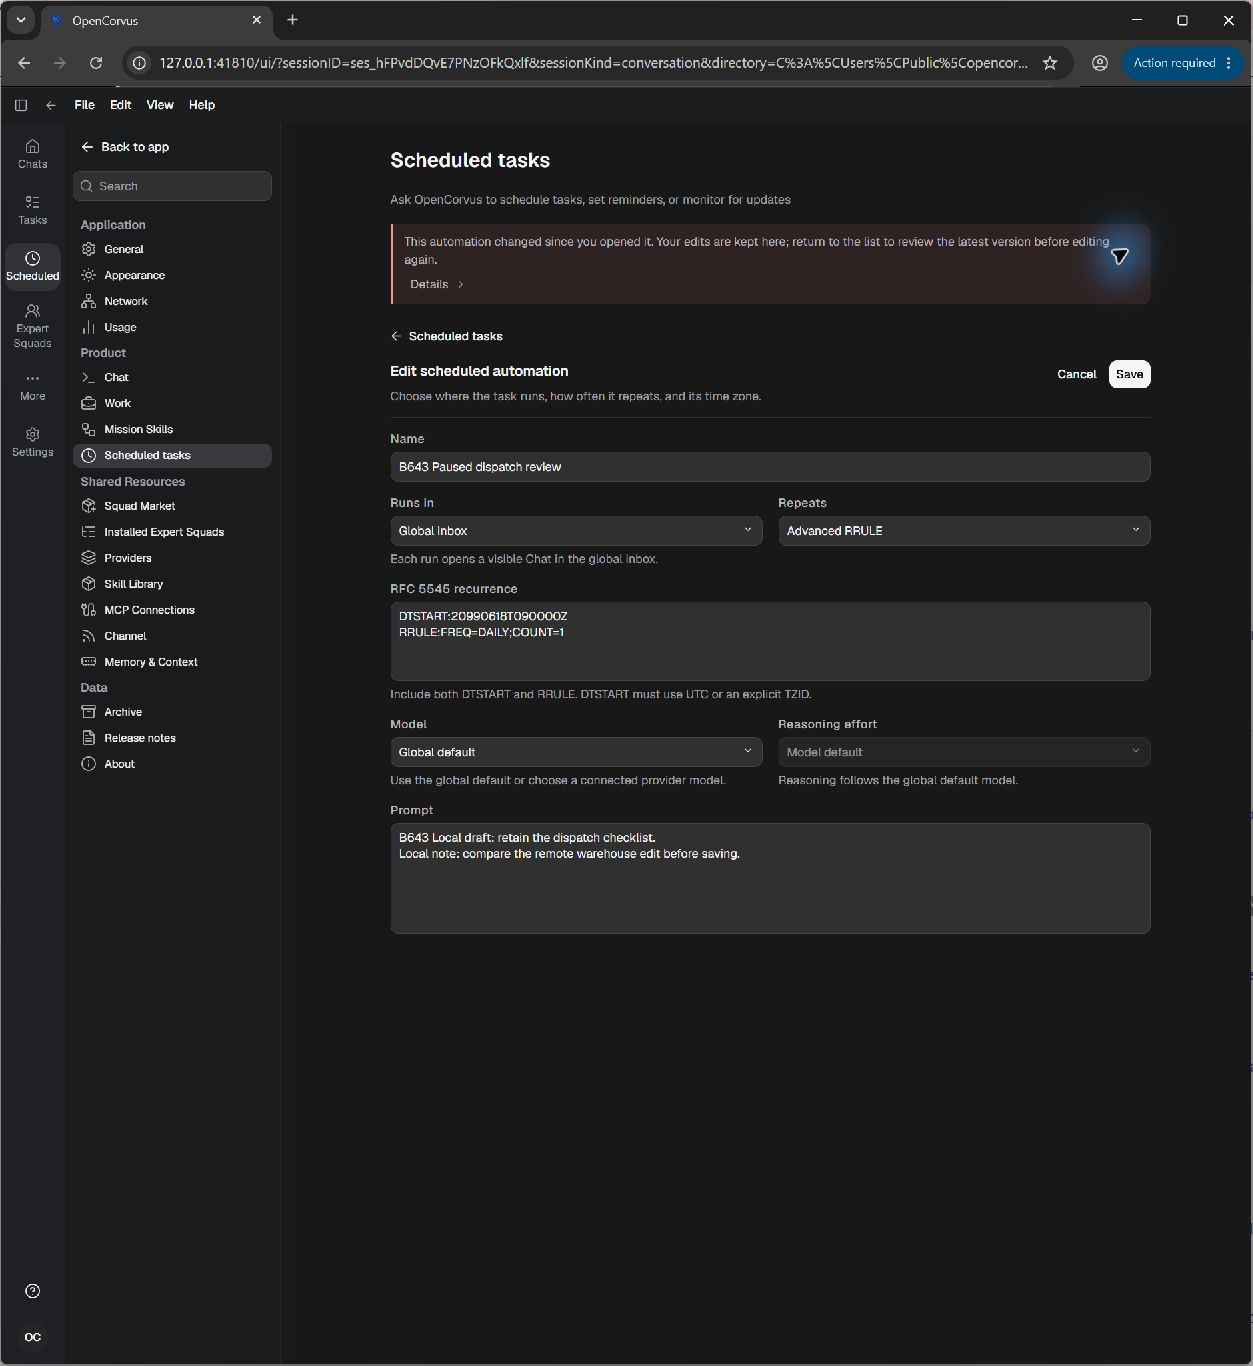 OpenCorvus
127.0.0.1:41810/ui/?sessionID=ses_hFPvdDQvE7PNzOFkQxlf&sessionKind=conversation&directory=C%3A%5CUsers%5CPublic%5Copencor...
Action required
File Edit View Help
Chats
Tasks
Scheduled
Expert
Squads
More
Settings
OC
Back to app
Search
Application
General
Appearance
Network
Usage
Product
Chat
Work
Mission Skills
Scheduled tasks
Shared Resources
Squad Market
Installed Expert Squads
Providers
Skill Library
MCP Connections
Channel
Memory & Context
Data
Archive
Release notes
About
Scheduled tasks
Ask OpenCorvus to schedule tasks, set reminders, or monitor for updates
This automation changed since you opened it. Your edits are kept here; return to the list to review the latest version before editing
again.
Details
Scheduled tasks
Edit scheduled automation
Cancel Save
Choose where the task runs, how often it repeats, and its time zone.
Name
B643 Paused dispatch review
Runs in Repeats
Global inbox Advanced RRULE
Each run opens a visible Chat in the global inbox.
RFC 5545 recurrence
DTSTART:20990618T090000Z
RRULE:FREQ=DAILY;COUNT=1
Include both DTSTART and RRULE. DTSTART must use UTC or an explicit TZID.
Model Reasoning effort
Global default Model default
Use the global default or choose a connected provider model. Reasoning follows the global default model.
Prompt
B643 Local draft: retain the dispatch checklist.
Local note: compare the remote warehouse edit before saving.